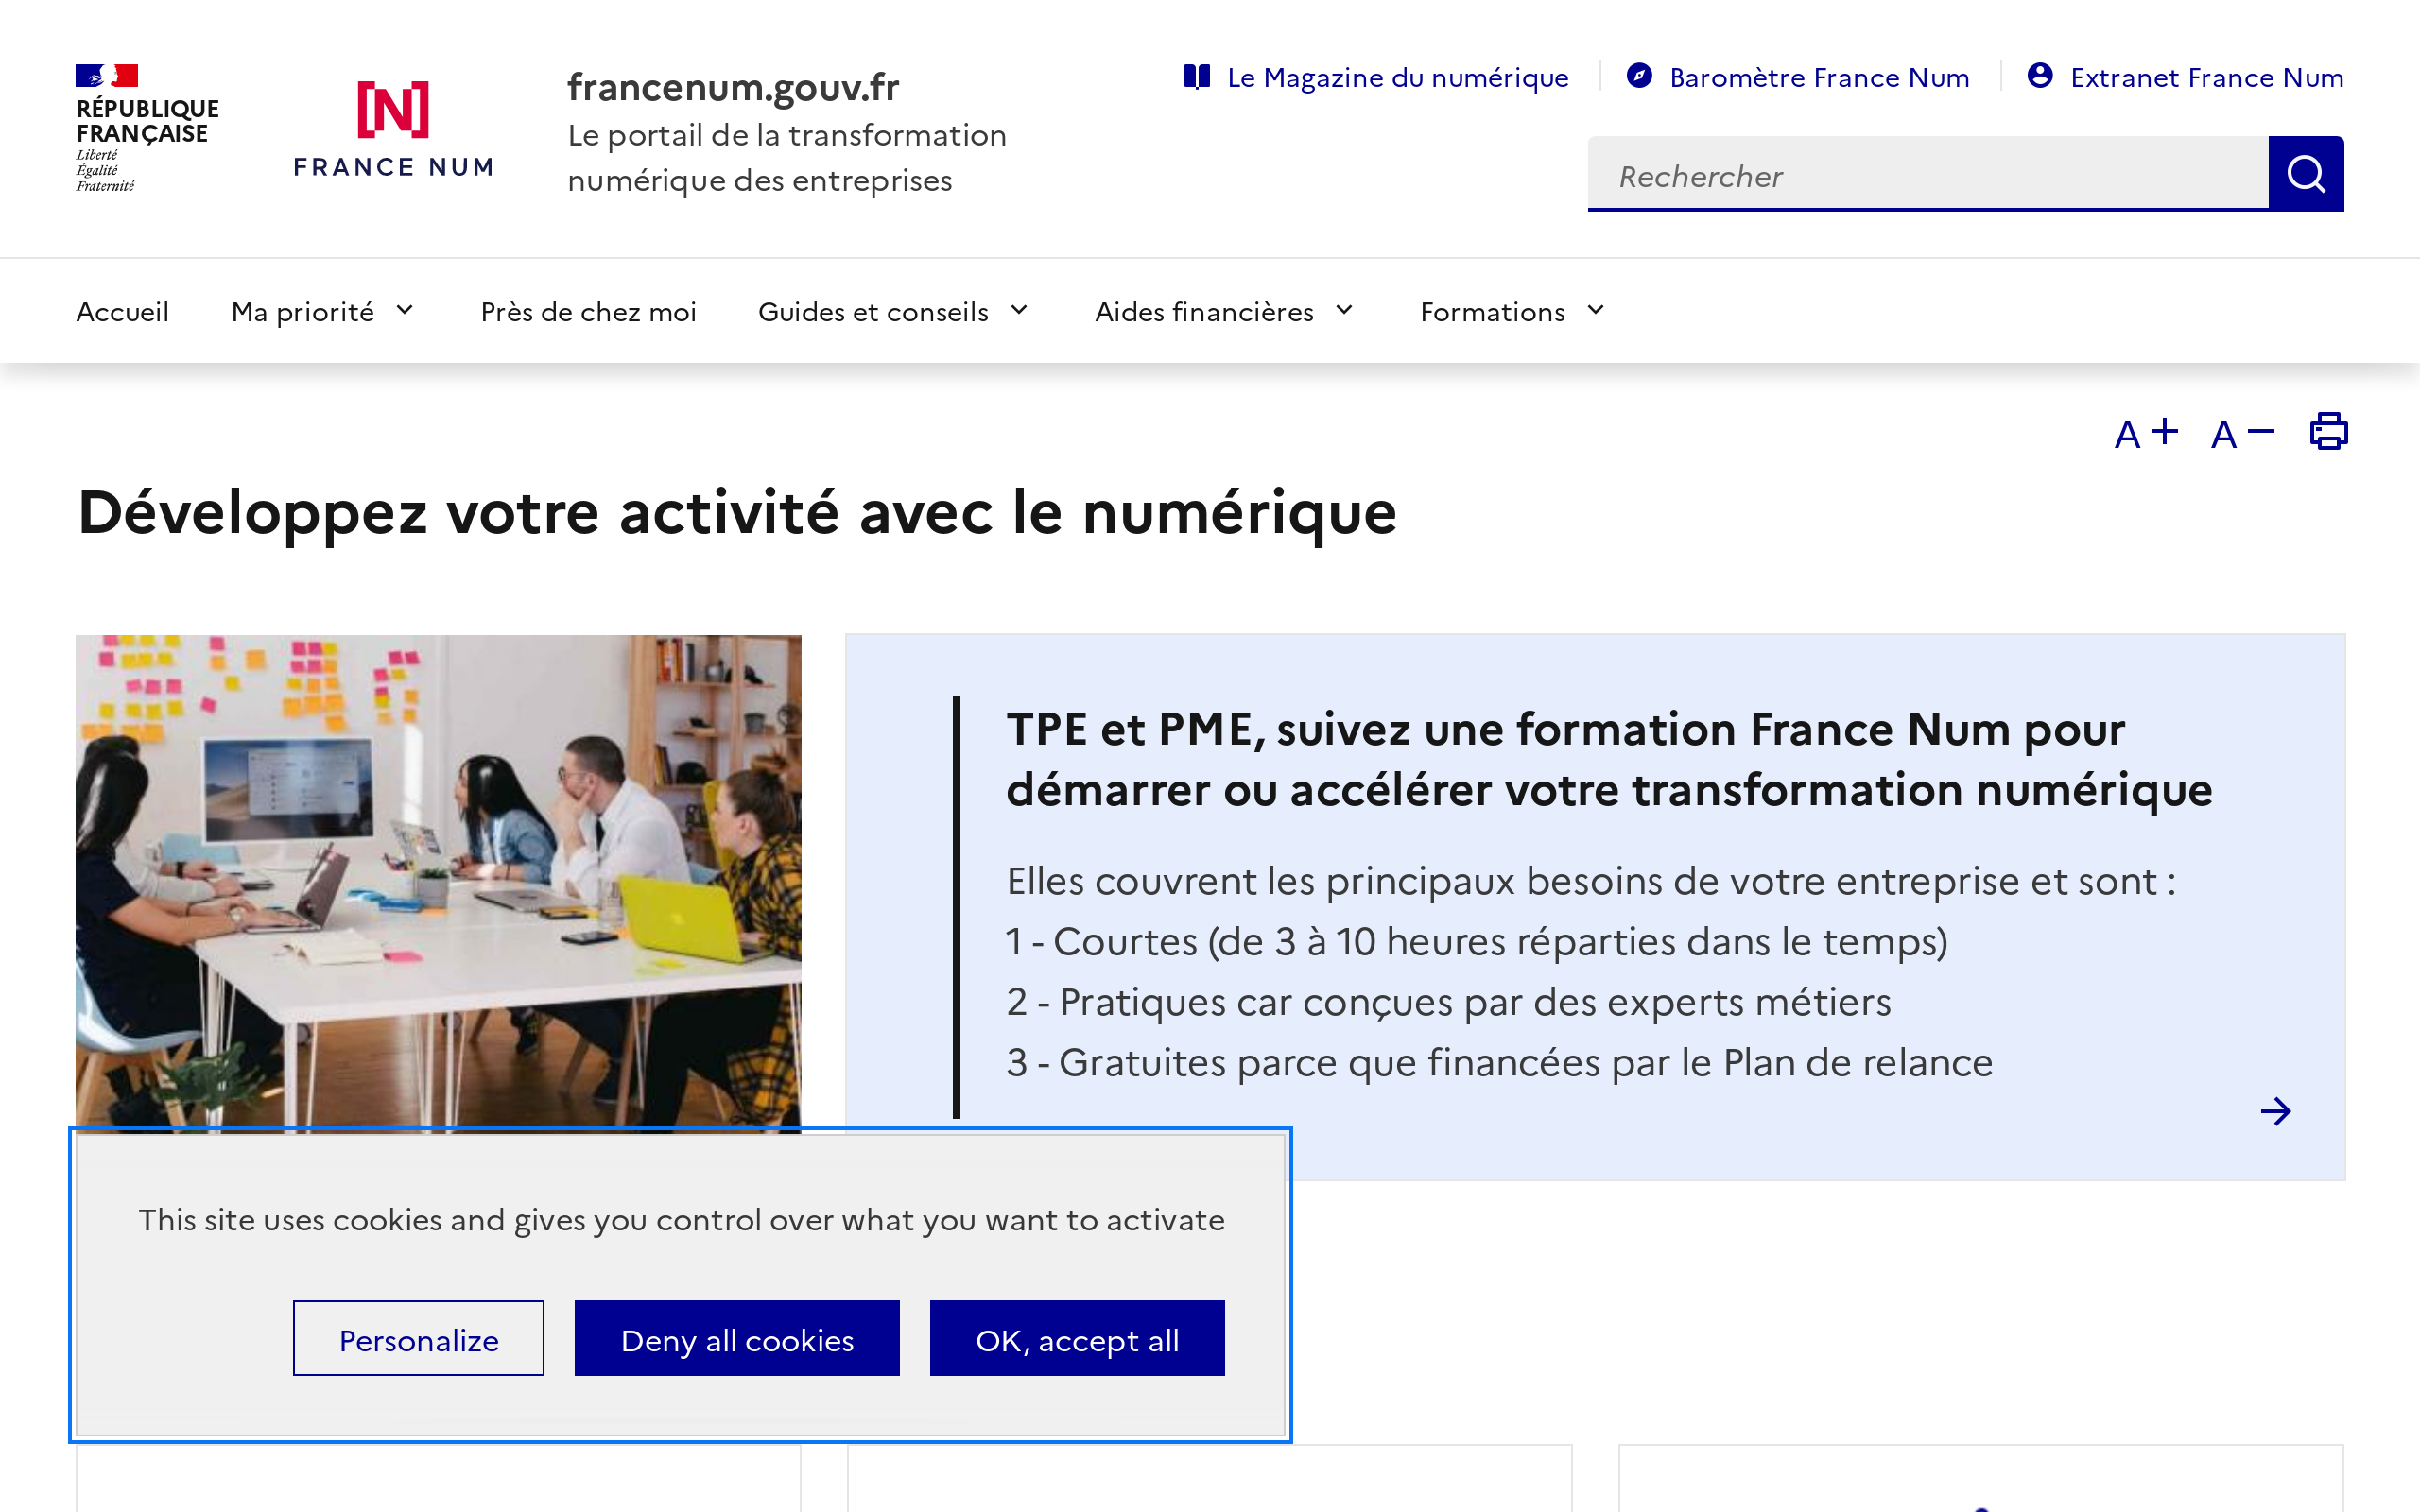 RÉPUBLIQUE
FRANÇAISE
Liberté
Égalité
Fraternité
[N]
FRANCE NUM
francenum.gouv.fr
Le portail de la transformation
numérique des entreprises
Le Magazine du numérique
Baromètre France Num
Extranet France Num
Rechercher
Accueil
Ma priorité
Près de chez moi
Guides et conseils
Aides financières
Formations
A+
A−
Développez votre activité avec le numérique
TPE et PME, suivez une formation France Num pour
démarrer ou accélérer votre transformation numérique
Elles couvrent les principaux besoins de votre entreprise et sont :
1 - Courtes (de 3 à 10 heures réparties dans le temps)
2 - Pratiques car conçues par des experts métiers
3 - Gratuites parce que financées par le Plan de relance
This site uses cookies and gives you control over what you want to activate
Personalize
Deny all cookies
OK, accept all